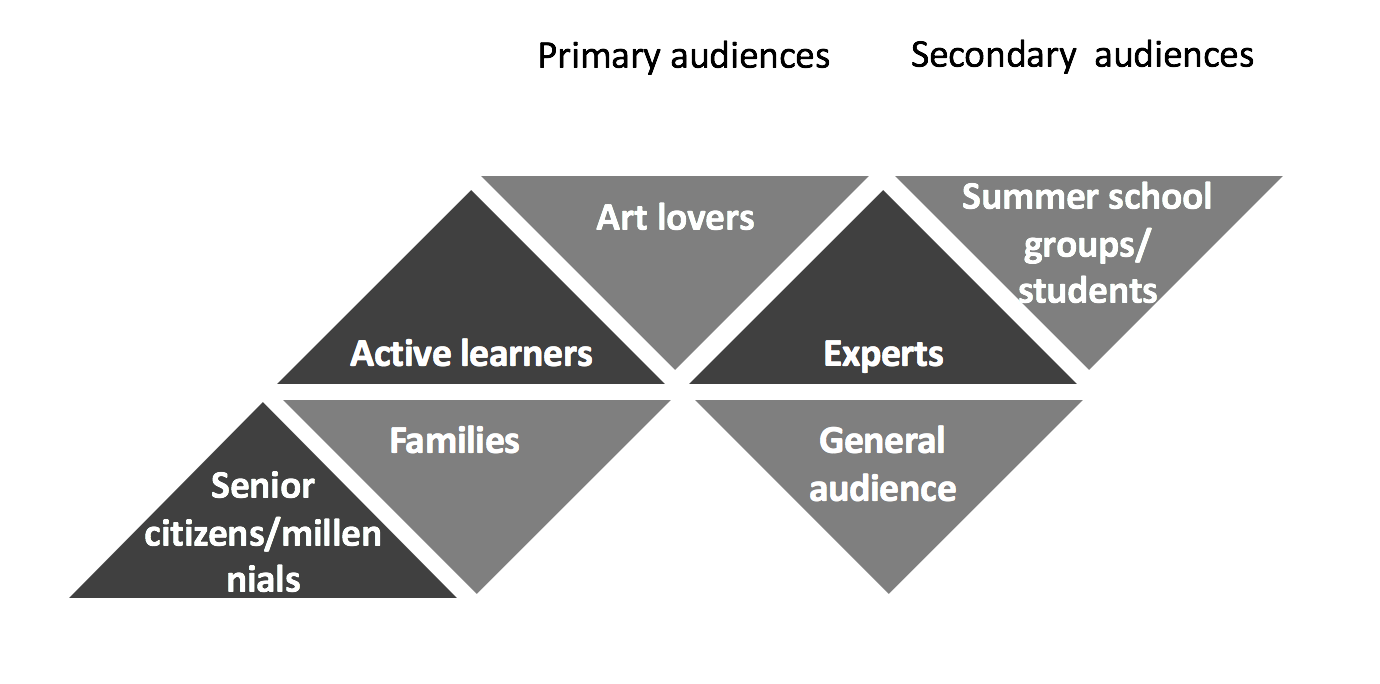 Primary audiences
Secondary  audiences
Art lovers
Summer school
groups/
students
Active learners
Experts
Families
General
audience
Senior
citizens/millen
nials